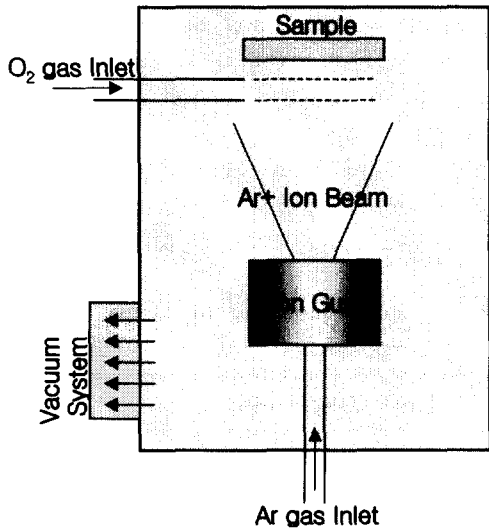 Sample
O₂ gas Inlet
Ar+ Ion Beam
Ion Gun
Vacuum
System
Ar gas Inlet